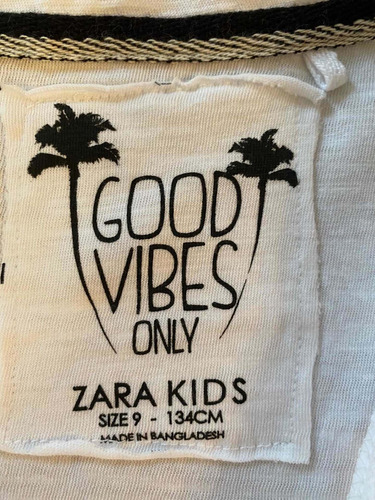 GOOD
VIBES
ONLY
ZARA KIDS
SIZE 9 - 134CM
MADE IN BANGLADESH